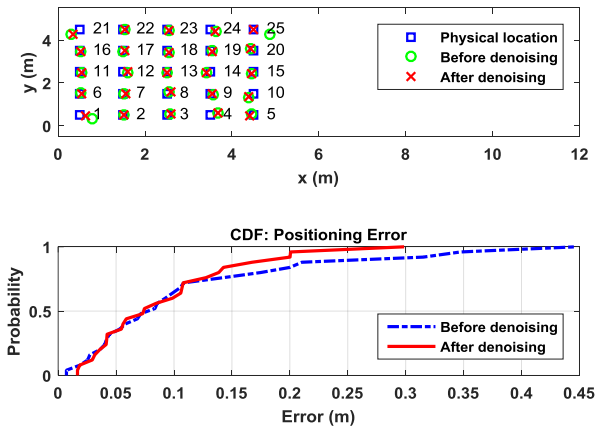 21 22 23 24 25
16 17 18 19 20
11 12 13 14 15
6 7 8 9 10
1 2 3 4 5
Physical location
Before denoising
After denoising
4
2
0
y (m)
0 2 4 6 8 10 12
x (m)
CDF: Positioning Error
1
0.5
0
Probability
Before denoising
After denoising
0 0.05 0.1 0.15 0.2 0.25 0.3 0.35 0.4 0.45
Error (m)